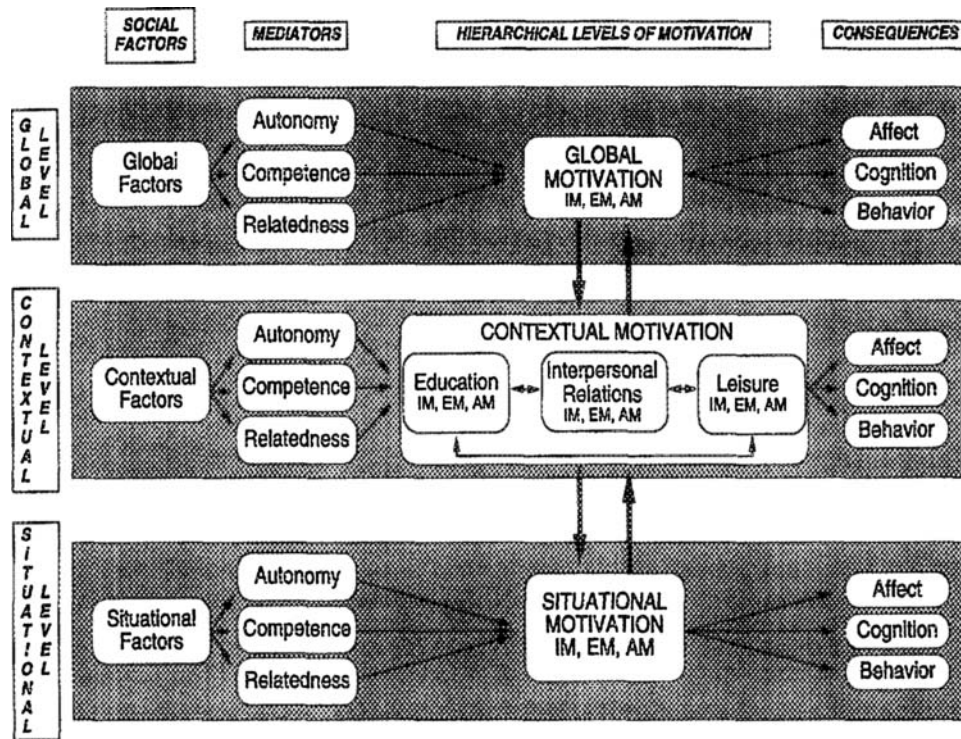 SOCIAL
FACTORS
MEDIATORS
HIERARCHICAL LEVELS OF MOTIVATION
CONSEQUENCES
GLOBAL
LEVEL
Global
Factors
Autonomy
Competence
Relatedness
GLOBAL
MOTIVATION
IM, EM, AM
Affect
Cognition
Behavior
CONTEXTUAL
LEVEL
Contextual
Factors
Autonomy
Competence
Relatedness
CONTEXTUAL MOTIVATION
Education
IM, EM, AM
Interpersonal
Relations
IM, EM, AM
Leisure
IM, EM, AM
Affect
Cognition
Behavior
SITUATIONAL
LEVEL
Situational
Factors
Autonomy
Competence
Relatedness
SITUATIONAL
MOTIVATION
IM, EM, AM
Affect
Cognition
Behavior